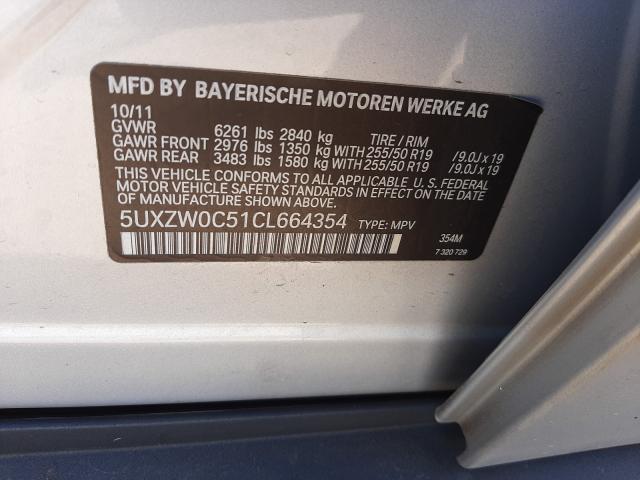 MFD BY BAYERISCHE MOTOREN WERKE AG
10/11
GVWR 6261 lbs 2840 kg TIRE / RIM
GAWR FRONT 2976 lbs 1350 kg WITH 255/50 R19 /9.0J x 19
GAWR REAR 3483 lbs 1580 kg WITH 255/50 R19 /9.0J x 19
THIS VEHICLE CONFORMS TO ALL APPLICABLE U.S. FEDERAL
MOTOR VEHICLE SAFETY STANDARDS IN EFFECT ON THE DATE
OF MANUFACTURE SHOWN ABOVE.
5UXZW0C51CL664354 TYPE: MPV 354M
7 320 729